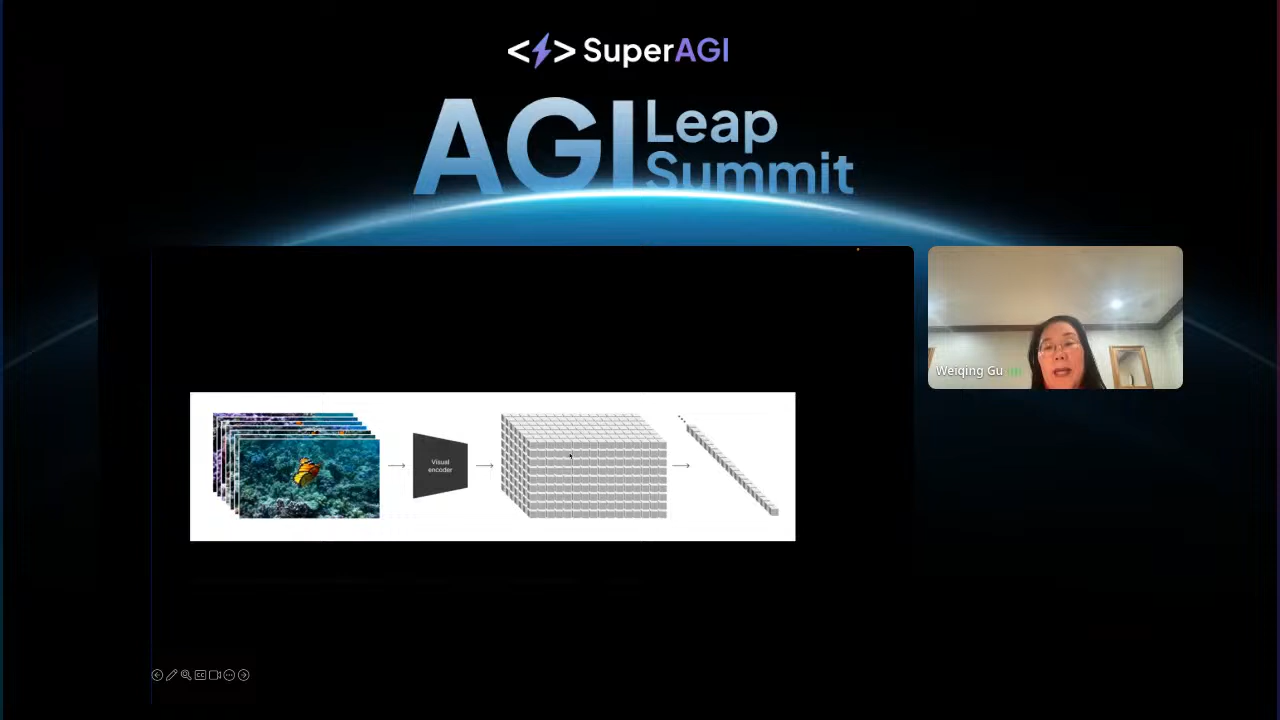 <⚡> SuperAGI
AGI Leap
Summit
Visual
encoder
Weiqing Gu